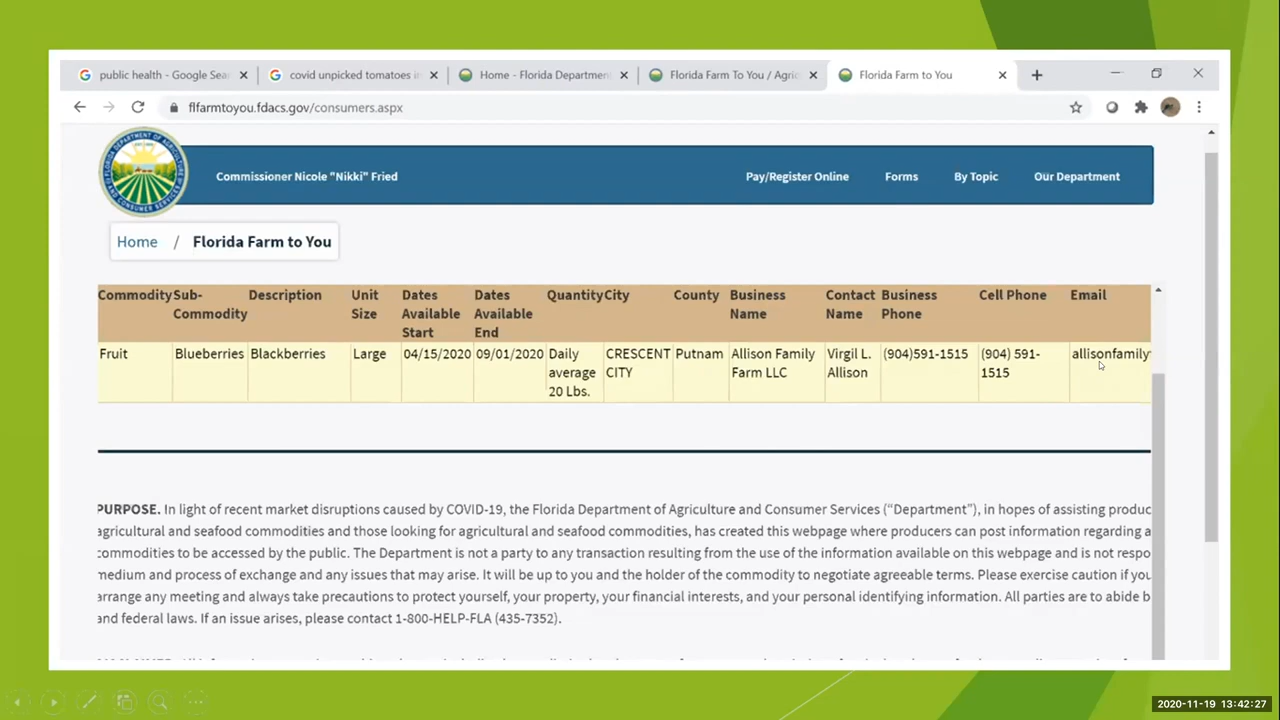 public health - Google Sea
covid unpicked tomatoes i
Home - Florida Department
Florida Farm To You / Agri
Florida Farm to You
flfarmtoyou.fdacs.gov/consumers.aspx
Commissioner Nicole "Nikki" Fried
Pay/Register Online
Forms
By Topic
Our Department
Home / Florida Farm to You
Commodity Sub-Commodity Description Unit Size Dates Available Start Dates Available End Quantity City County Business Name Contact Name Business Phone Cell Phone Email
Fruit Blueberries Blackberries Large 04/15/2020 09/01/2020 Daily average 20 Lbs. CRESCENT CITY Putnam Allison Family Farm LLC Virgil L. Allison (904)591-1515 (904) 591-1515 allisonfamily
PURPOSE. In light of recent market disruptions caused by COVID-19, the Florida Department of Agriculture and Consumer Services (“Department”), in hopes of assisting produc
agricultural and seafood commodities and those looking for agricultural and seafood commodities, has created this webpage where producers can post information regarding a
commodities to be accessed by the public. The Department is not a party to any transaction resulting from the use of the information available on this webpage and is not respo
medium and process of exchange and any issues that may arise. It will be up to you and the holder of the commodity to negotiate agreeable terms. Please exercise caution if you
arrange any meeting and always take precautions to protect yourself, your property, your financial interests, and your personal identifying information. All parties are to abide b
and federal laws. If an issue arises, please contact 1-800-HELP-FLA (435-7352).
2020-11-19 13:42:27